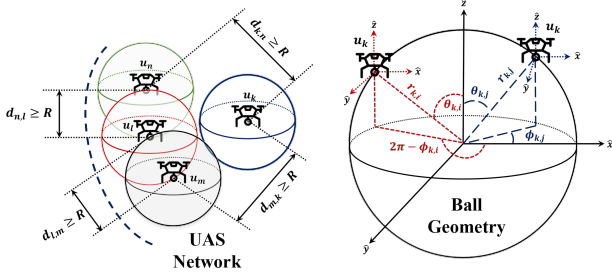 d_{k,n} ≥ R
u_n
d_{n,l} ≥ R
u_k
u_l
u_m
d_{l,m} ≥ R
d_{m,k} ≥ R
UAS
Network
z
ẑ
u_k
x̂
ŷ
ẑ
u_k
x̂
ŷ
r_{k,i}
θ_{k,i}
θ_{k,j}
r_{k,j}
2π − ϕ_{k,i}
ϕ_{k,j}
x̂
ŷ
Ball
Geometry